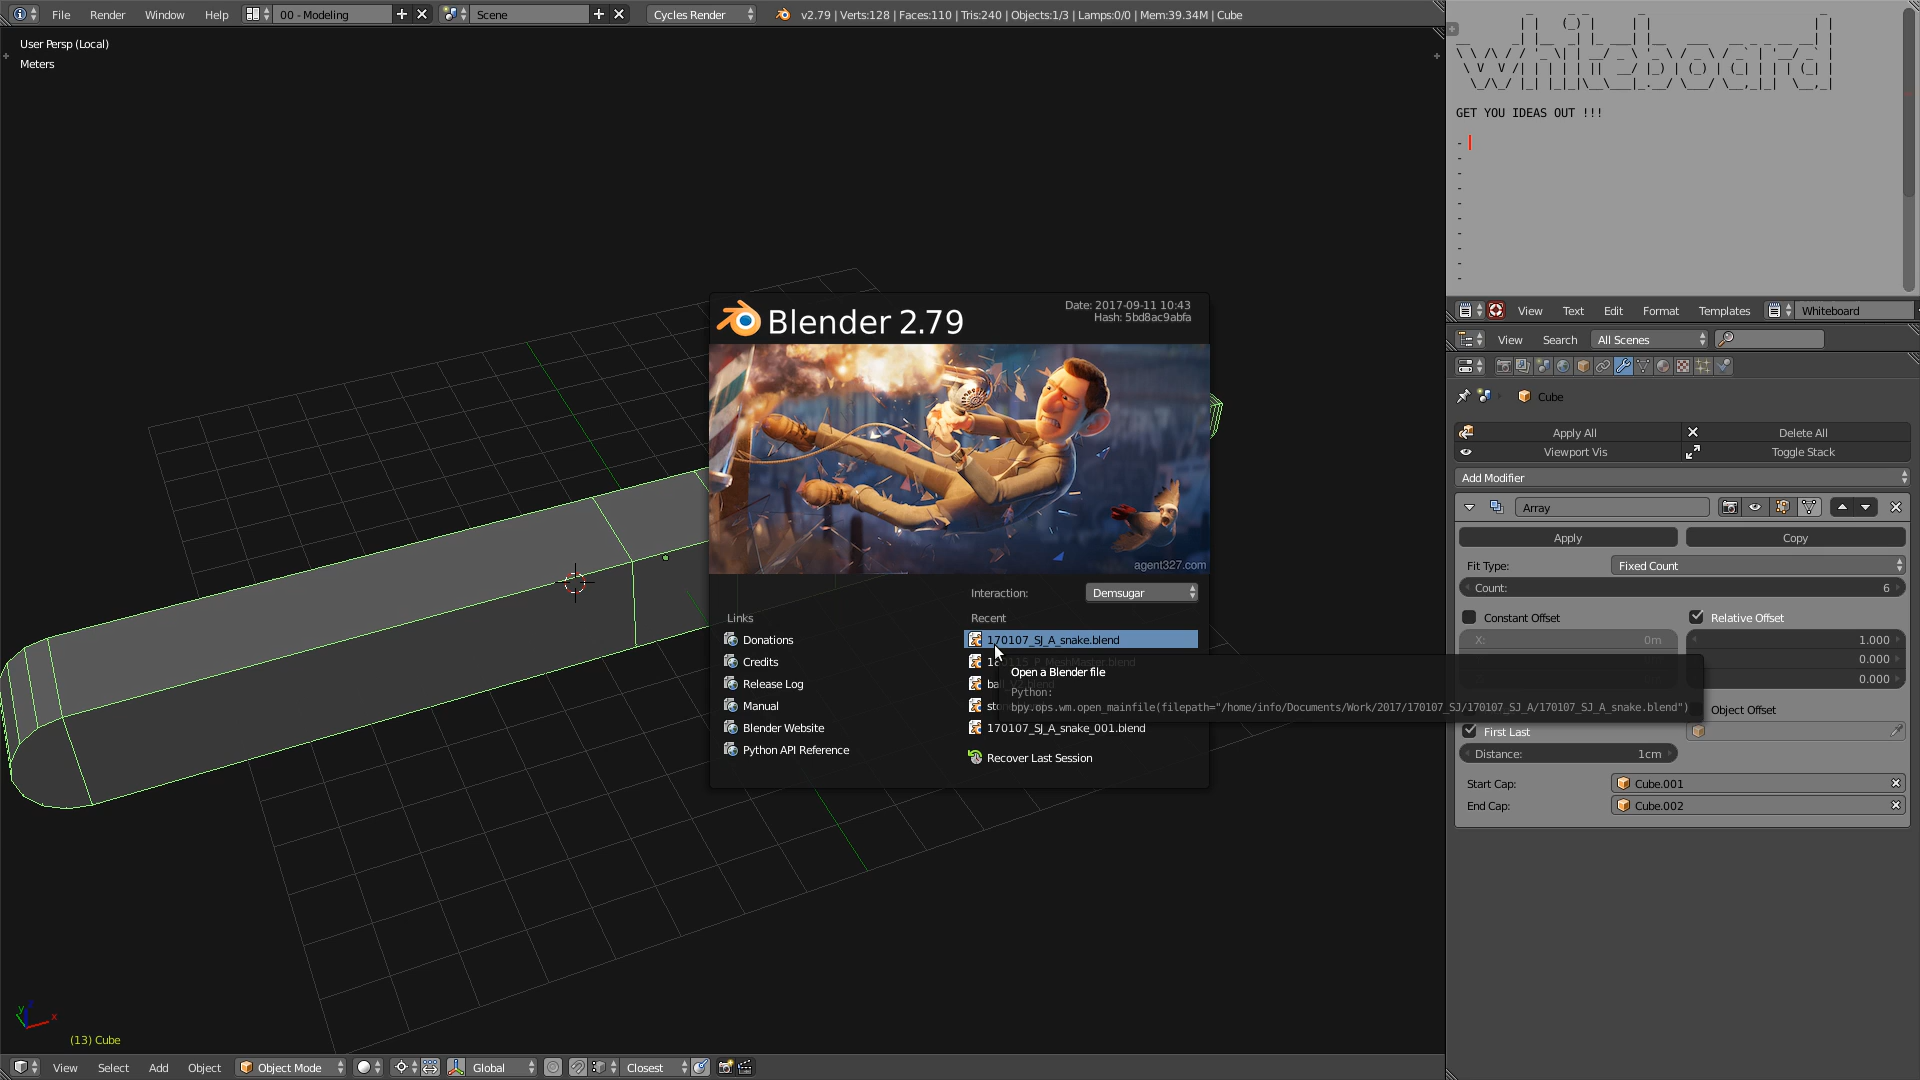 File Render Window Help 00 - Modeling Scene Cycles Render v2.79 | Verts:128 | Faces:110 | Tris:240 | Objects:1/3 | Lamps:0/0 | Mem:39.34M | Cube
User Persp (Local)
Meters
whiteboard
GET YOU IDEAS OUT !!!
-
-
-
-
-
-
-
-
-
-
View Text Edit Format Templates Whiteboard
View Search All Scenes
Cube
Apply All Delete All
Viewport Vis Toggle Stack
Add Modifier
Array
Apply Copy
Fit Type: Fixed Count
Count: 6
Constant Offset Relative Offset
X: 0m 1.000
0.000
0.000
Object Offset
First Last
Distance: 1cm
Start Cap: Cube.001
End Cap: Cube.002
Blender 2.79
Date: 2017-09-11 10:43
Hash: 5bd8ac9abfa
agent327.com
Interaction: Demsugar
Links
Donations
Credits
Release Log
Manual
Blender Website
Python API Reference
Recent
170107_SJ_A_snake.blend
170107_SJ_A_snake_001.blend
Recover Last Session
Open a Blender file
Python:
bpy.ops.wm.open_mainfile(filepath="/home/info/Documents/Work/2017/170107_SJ/170107_SJ_A/170107_SJ_A_snake.blend")
y x
(13) Cube
View Select Add Object Object Mode Global Closest